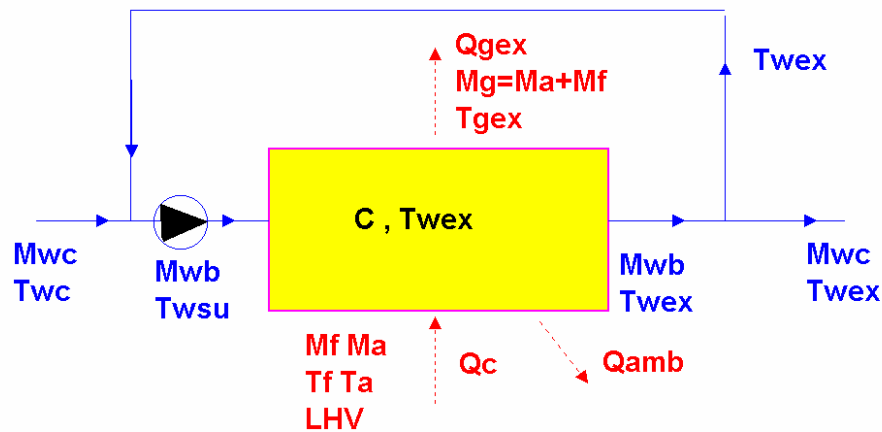 Qgex
Mg=Ma+Mf
Tgex
Twex
C , Twex
Mwc
Twc
Mwb
Twsu
Mwb
Twex
Mwc
Twex
Mf Ma
Tf Ta
LHV
Qc
Qamb